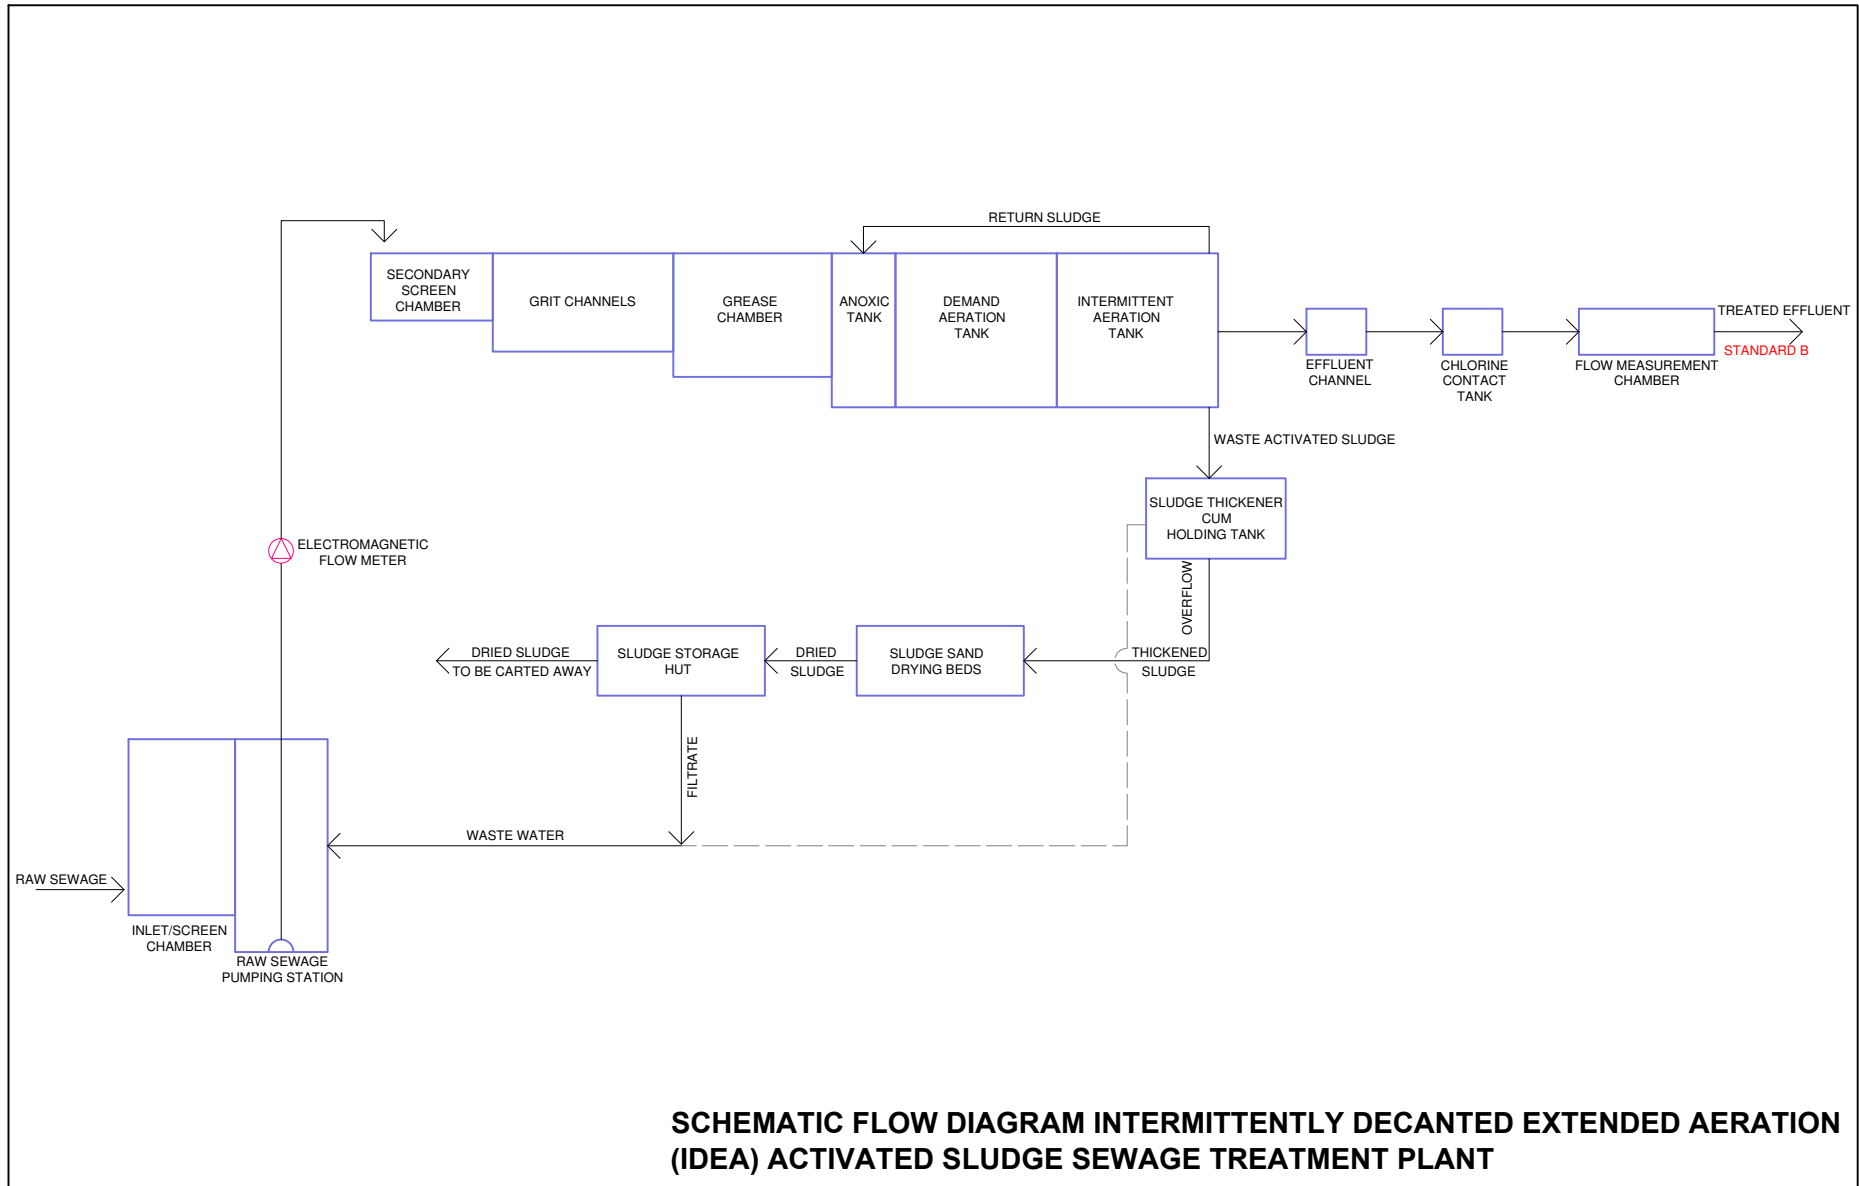 RETURN SLUDGE
SECONDARY
SCREEN
CHAMBER
GRIT CHANNELS
GREASE
CHAMBER
ANOXIC
TANK
DEMAND
AERATION
TANK
INTERMITTENT
AERATION
TANK
EFFLUENT
CHANNEL
CHLORINE
CONTACT
TANK
FLOW MEASUREMENT
CHAMBER
TREATED EFFLUENT
STANDARD B
WASTE ACTIVATED SLUDGE
SLUDGE THICKENER
CUM
HOLDING TANK
ELECTROMAGNETIC
FLOW METER
OVERFLOW
DRIED SLUDGE
TO BE CARTED AWAY
SLUDGE STORAGE
HUT
DRIED
SLUDGE
SLUDGE SAND
DRYING BEDS
THICKENED
SLUDGE
FILTRATE
WASTE WATER
RAW SEWAGE
INLET/SCREEN
CHAMBER
RAW SEWAGE
PUMPING STATION
SCHEMATIC FLOW DIAGRAM INTERMITTENTLY DECANTED EXTENDED AERATION
(IDEA) ACTIVATED SLUDGE SEWAGE TREATMENT PLANT